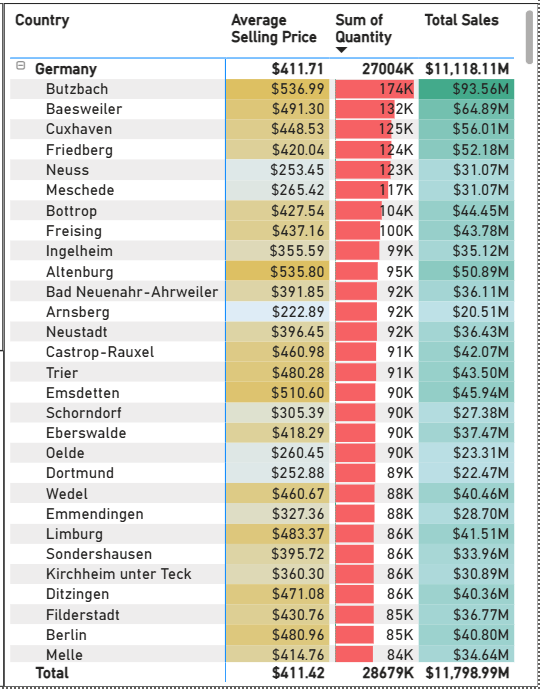 Country Average Selling Price Sum of Quantity Total Sales
Germany $411.71 27004K $11,118.11M
Butzbach $536.99 174K $93.56M
Baesweiler $491.30 132K $64.89M
Cuxhaven $448.53 125K $56.01M
Friedberg $420.04 124K $52.18M
Neuss $253.45 123K $31.07M
Meschede $265.42 117K $31.07M
Bottrop $427.54 104K $44.45M
Freising $437.16 100K $43.78M
Ingelheim $355.59 99K $35.12M
Altenburg $535.80 95K $50.89M
Bad Neuenahr-Ahrweiler $391.85 92K $36.11M
Arnsberg $222.89 92K $20.51M
Neustadt $396.45 92K $36.43M
Castrop-Rauxel $460.98 91K $42.07M
Trier $480.28 91K $43.50M
Emsdetten $510.60 90K $45.94M
Schorndorf $305.39 90K $27.38M
Eberswalde $418.29 90K $37.47M
Oelde $260.45 90K $23.31M
Dortmund $252.88 89K $22.47M
Wedel $460.67 88K $40.46M
Emmendingen $327.36 88K $28.70M
Limburg $483.37 86K $41.51M
Sondershausen $395.72 86K $33.96M
Kirchheim unter Teck $360.30 86K $30.89M
Ditzingen $471.08 86K $40.36M
Filderstadt $430.76 85K $36.77M
Berlin $480.96 85K $40.80M
Melle $414.76 84K $34.64M
Total $411.42 28679K $11,798.99M